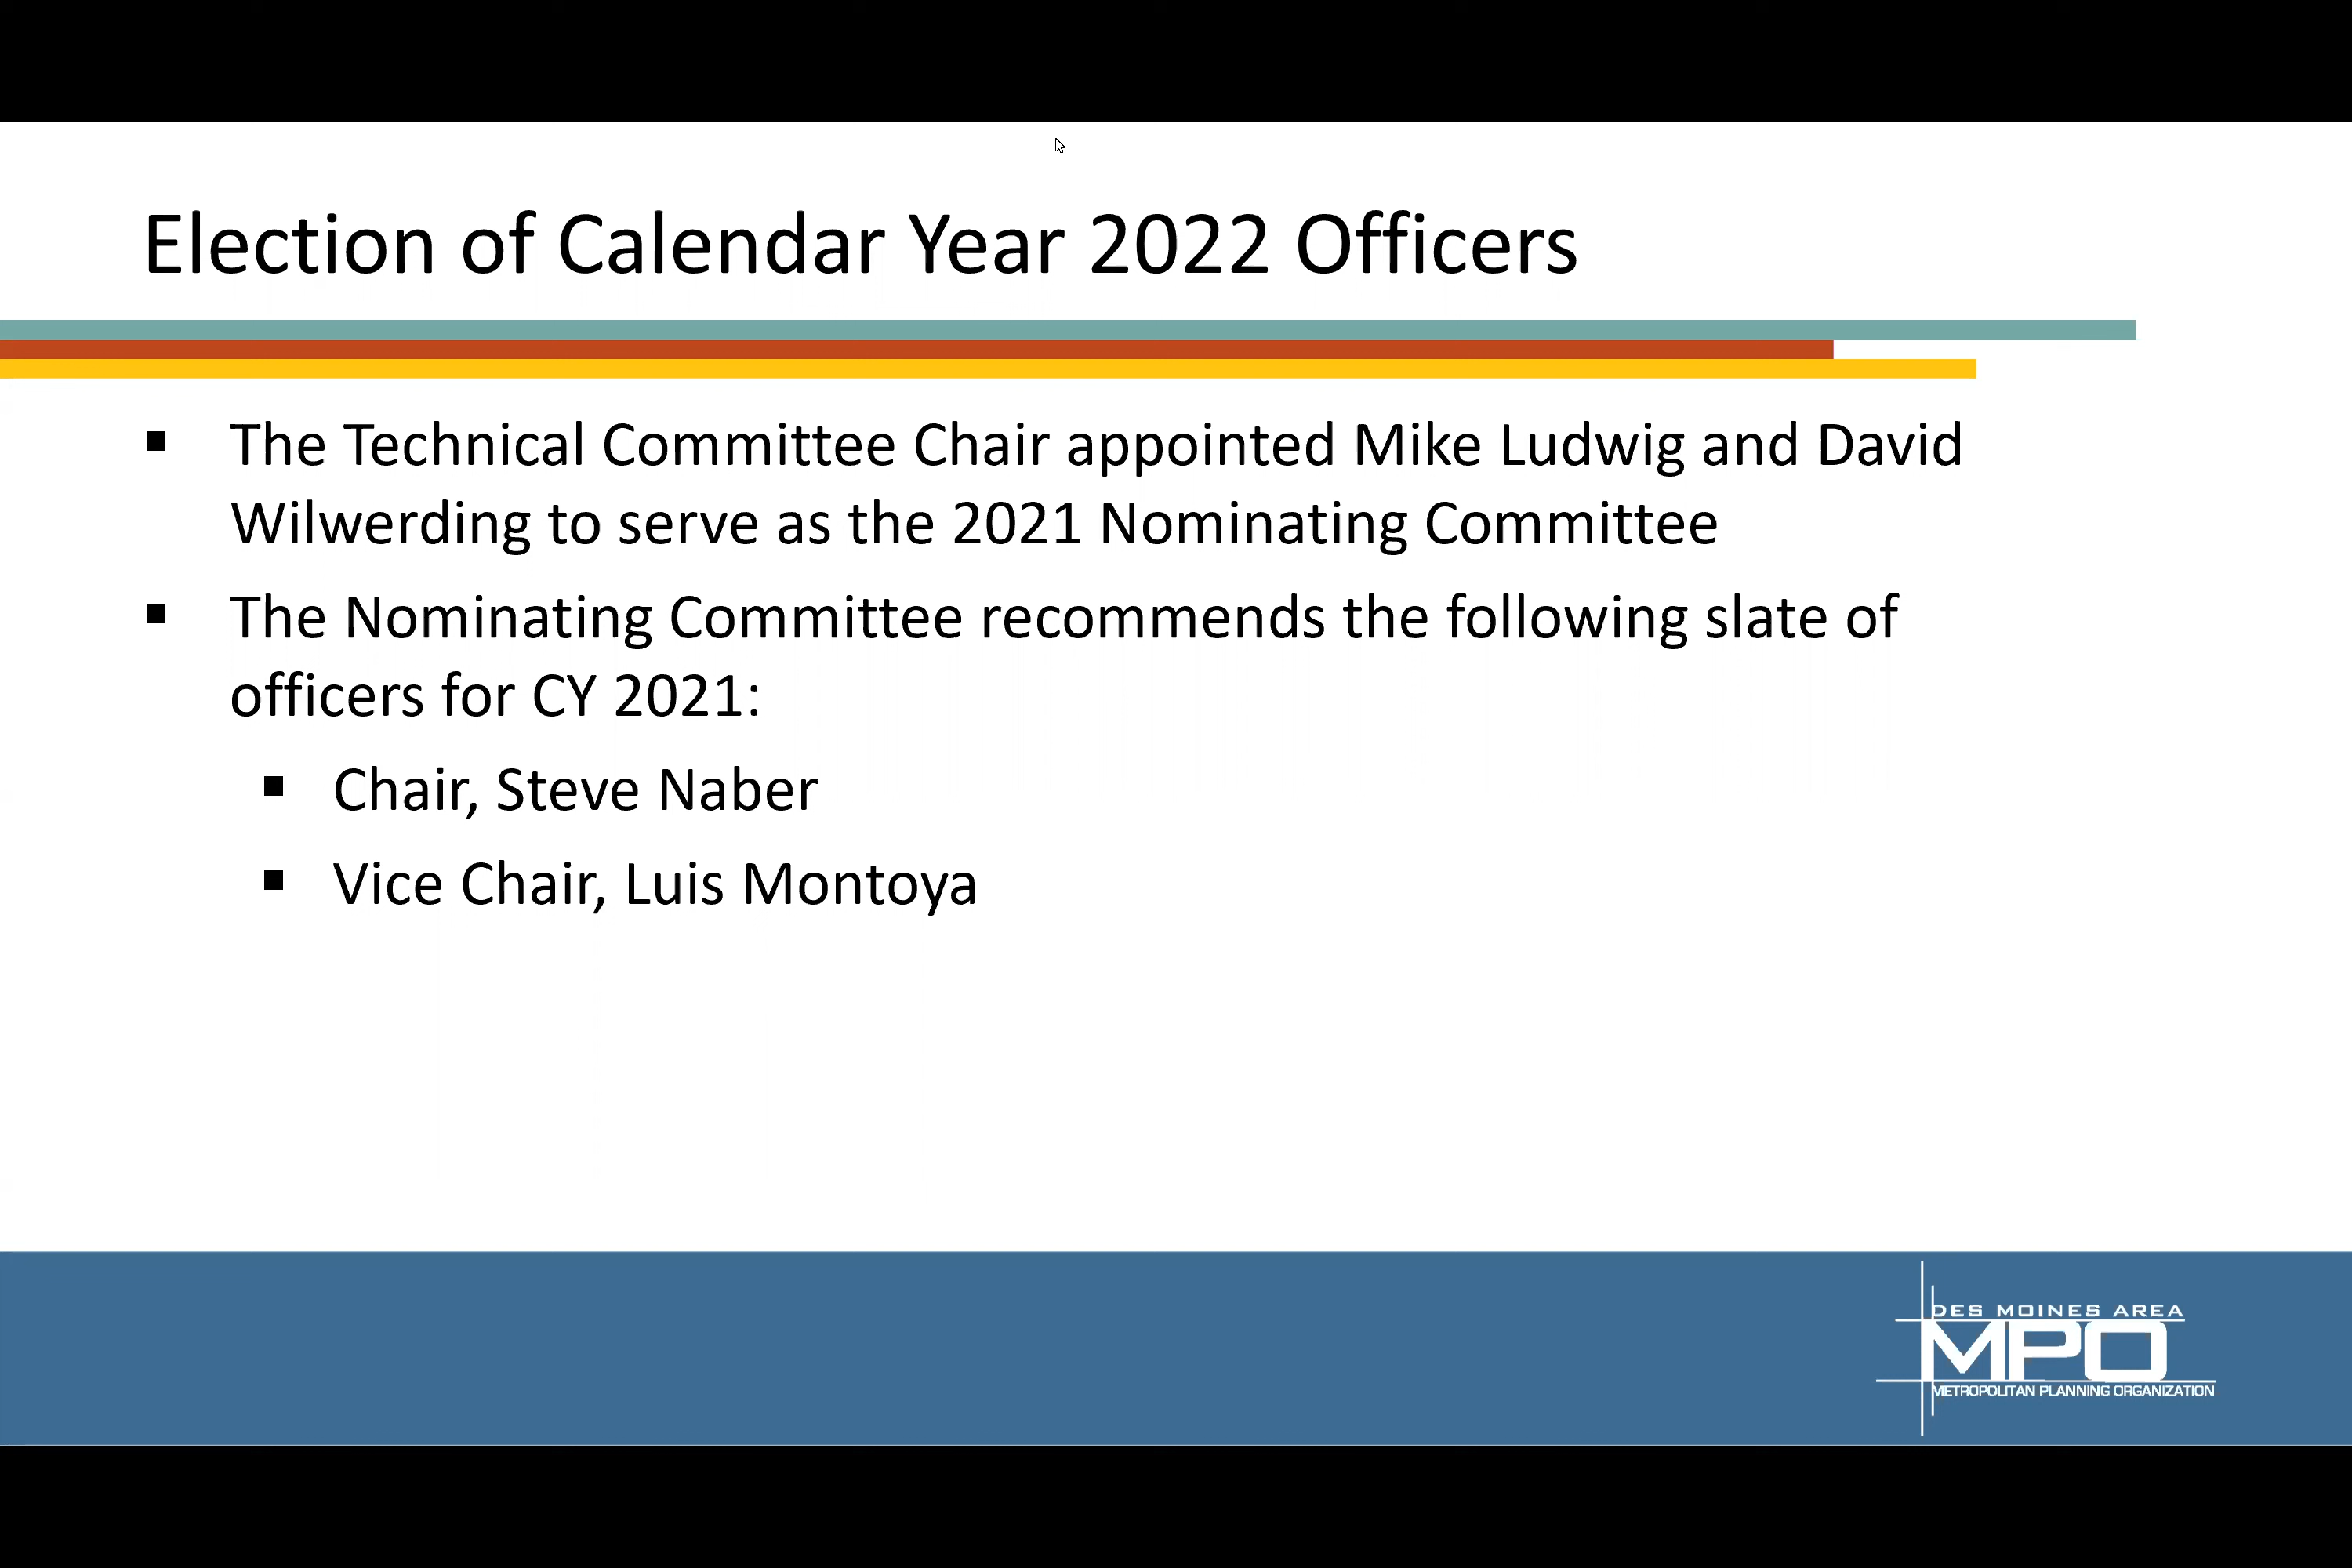 Election of Calendar Year 2022 Officers
The Technical Committee Chair appointed Mike Ludwig and David
Wilwerding to serve as the 2021 Nominating Committee
The Nominating Committee recommends the following slate of
officers for CY 2021:
Chair, Steve Naber
Vice Chair, Luis Montoya
DES MOINES AREA
MPO
METROPOLITAN PLANNING ORGANIZATION